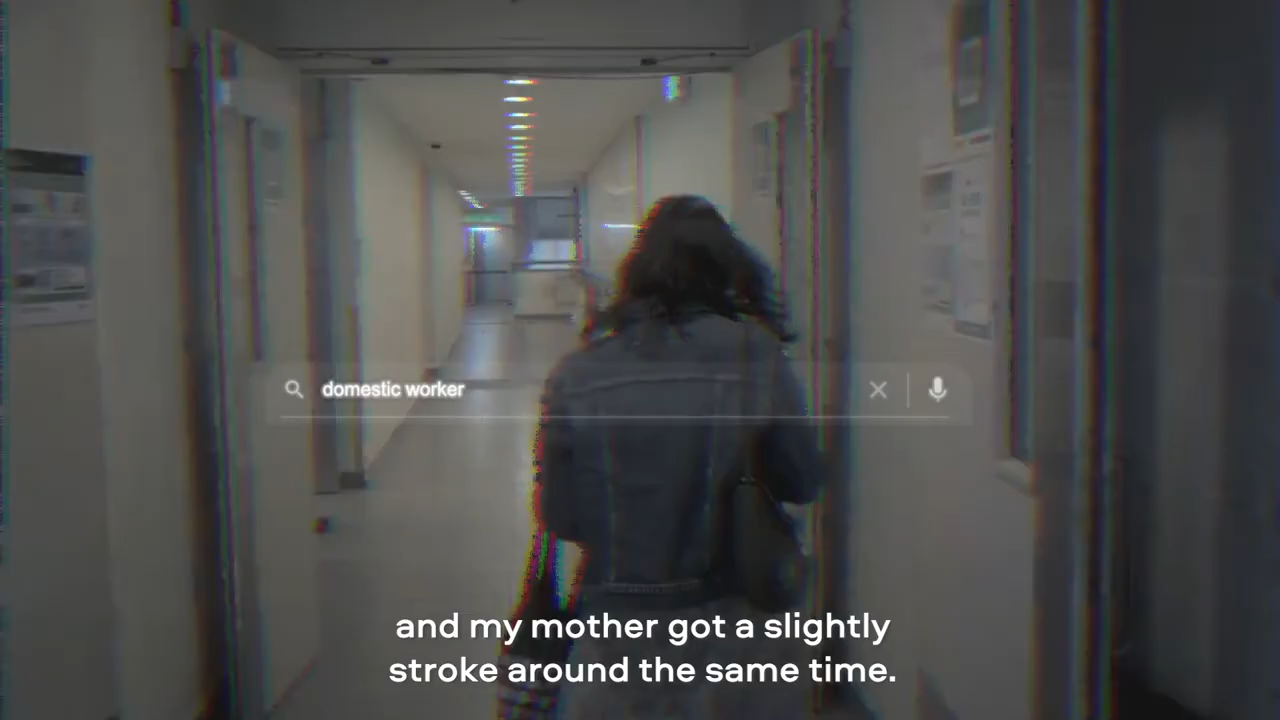 domestic worker
and my mother got a slightly
stroke around the same time.